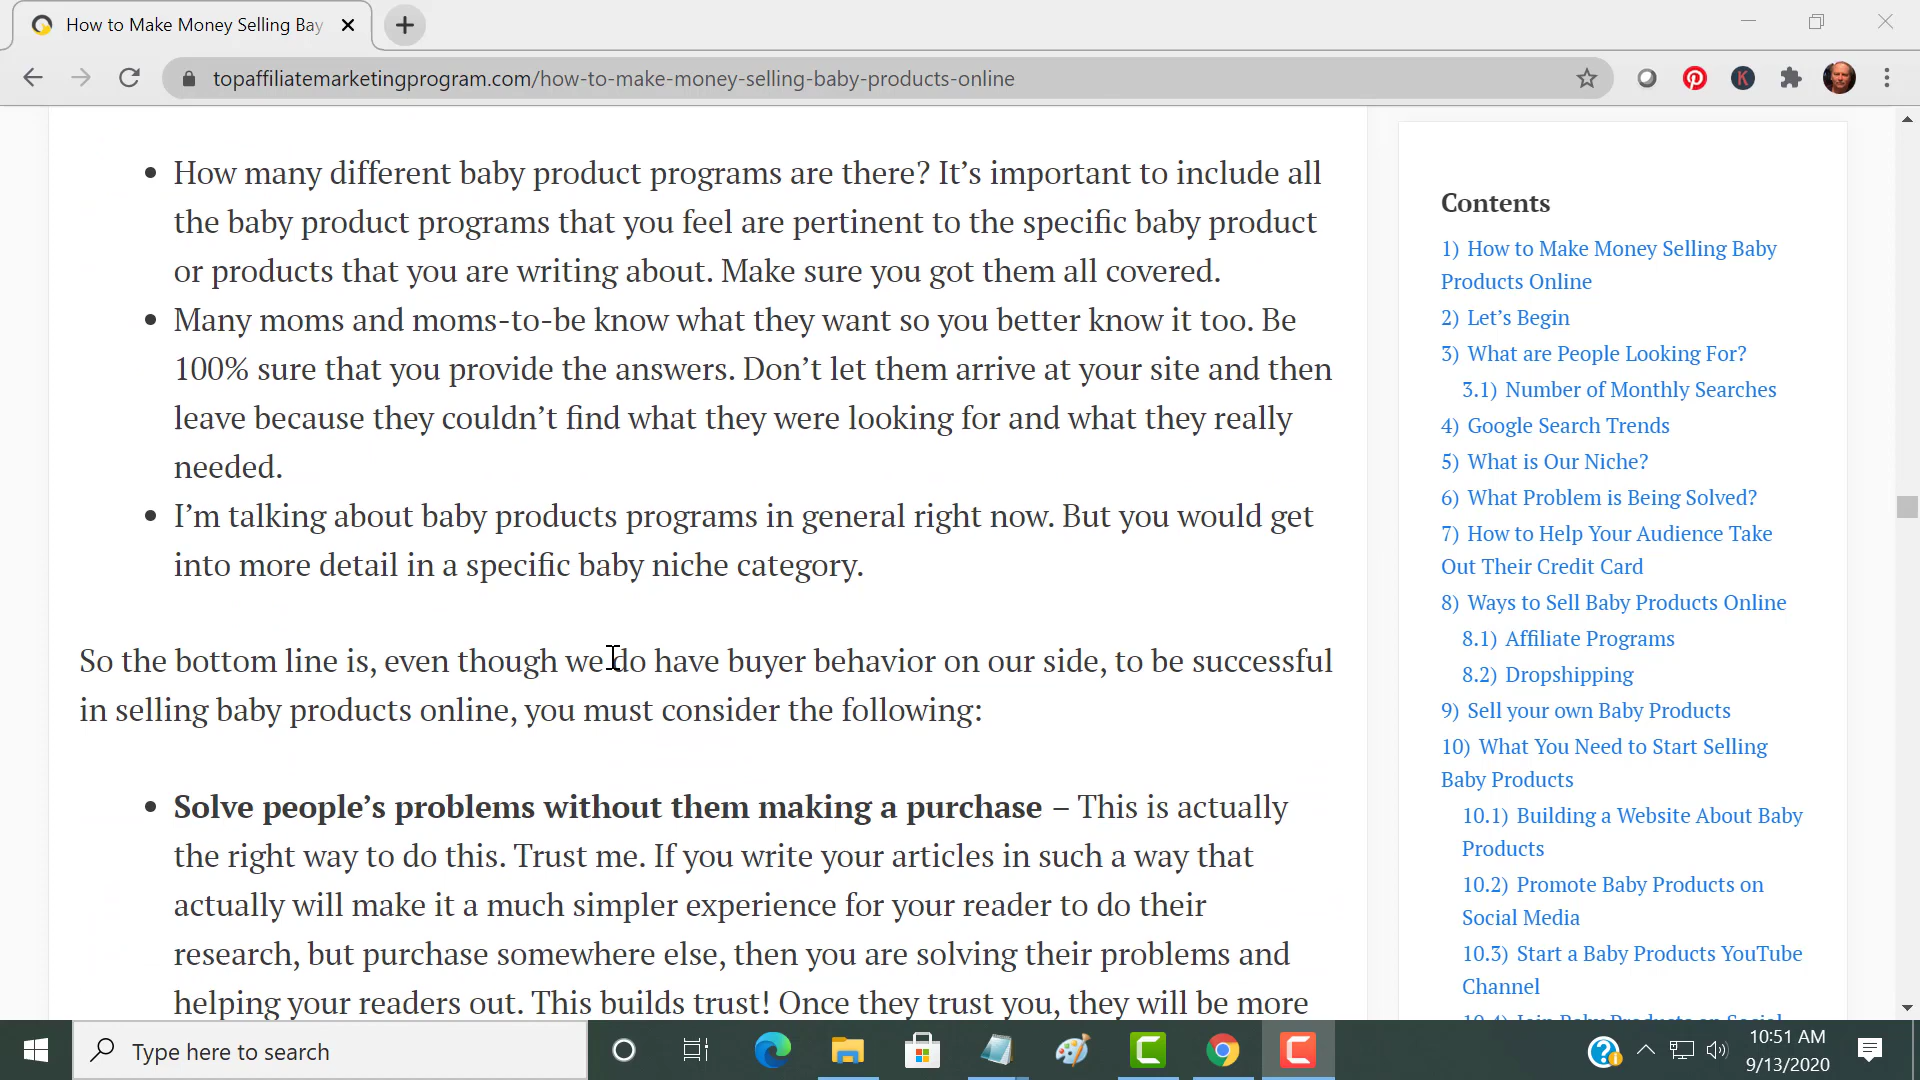 How to Make Money Selling Bay
topaffiliatemarketingprogram.com/how-to-make-money-selling-baby-products-online
K
• How many different baby product programs are there? It’s important to include all
the baby product programs that you feel are pertinent to the specific baby product
or products that you are writing about. Make sure you got them all covered.
• Many moms and moms-to-be know what they want so you better know it too. Be
100% sure that you provide the answers. Don’t let them arrive at your site and then
leave because they couldn’t find what they were looking for and what they really
needed.
• I’m talking about baby products programs in general right now. But you would get
into more detail in a specific baby niche category.
So the bottom line is, even though we do have buyer behavior on our side, to be successful
in selling baby products online, you must consider the following:
• Solve people’s problems without them making a purchase – This is actually
the right way to do this. Trust me. If you write your articles in such a way that
actually will make it a much simpler experience for your reader to do their
research, but purchase somewhere else, then you are solving their problems and
helping your readers out. This builds trust! Once they trust you, they will be more
Contents
1) How to Make Money Selling Baby
Products Online
2) Let’s Begin
3) What are People Looking For?
3.1) Number of Monthly Searches
4) Google Search Trends
5) What is Our Niche?
6) What Problem is Being Solved?
7) How to Help Your Audience Take
Out Their Credit Card
8) Ways to Sell Baby Products Online
8.1) Affiliate Programs
8.2) Dropshipping
9) Sell your own Baby Products
10) What You Need to Start Selling
Baby Products
10.1) Building a Website About Baby
Products
10.2) Promote Baby Products on
Social Media
10.3) Start a Baby Products YouTube
Channel
10.4) Join Baby Products on Social
Type here to search
10:51 AM
9/13/2020